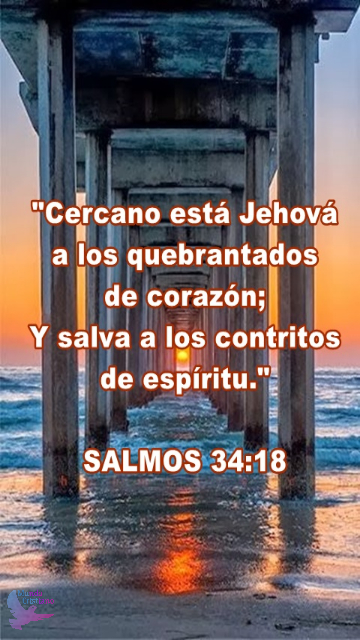 "Cercano está Jehová
a los quebrantados
de corazón;
Y salva a los contritos
de espíritu."
SALMOS 34:18